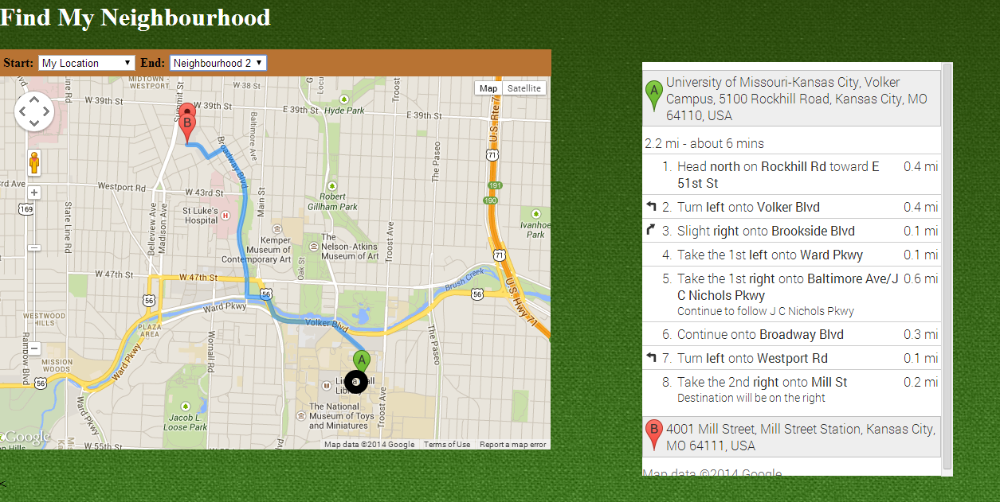 Find My Neighbourhood
Start: My Location End: Neighbourhood 2
Map Satellite
MIDTOWN -
WESTPORT
W 38th St
W 39th St
W 39th St
E 39th St
Hyde Park
E 39th St
Summit St
Troost
Baltimore Ave
Broadway Blvd
The Paseo
U.S. Rte 7
71
191
190
Westport Rd
W 43rd St
Main St
Robert
Gillham Park
169
State Line Rd
Belleview Ave
Madison Ave
St Luke's
Hospital
Kemper
Museum of
Contemporary Art
The
Nelson-Atkins
Museum of Art
Oak St
Troost Ave
Ivanhoe
Park
71
W 47th St
W 47th St
Brush Creek
U.S. Hwy 71
56
56
56
Ward Pkwy
Volker Blvd
WESTWOOD
HILLS
PLAZA
AREA
Rainbow Blvd
Wornall Rd
The Paseo
MISSION
WOODS
Ward Pkwy
56
Ward Pkwy
Jacob L.
Loose Park
The National
Museum of Toys
and Miniatures
Troost Ave
Google
W 55th St
Map data ©2014 Google Terms of Use Report a map error
A
B
A University of Missouri-Kansas City, Volker
Campus, 5100 Rockhill Road, Kansas City, MO
64110, USA
2.2 mi - about 6 mins
1. Head north on Rockhill Rd toward E 0.4 mi
51st St
2. Turn left onto Volker Blvd 0.4 mi
3. Slight right onto Brookside Blvd 0.1 mi
4. Take the 1st left onto Ward Pkwy 0.1 mi
5. Take the 1st right onto Baltimore Ave/J 0.6 mi
C Nichols Pkwy
Continue to follow J C Nichols Pkwy
6. Continue onto Broadway Blvd 0.3 mi
7. Turn left onto Westport Rd 0.1 mi
8. Take the 2nd right onto Mill St 0.2 mi
Destination will be on the right
B 4001 Mill Street, Mill Street Station, Kansas City,
MO 64111, USA
Map data ©2014 Google
<